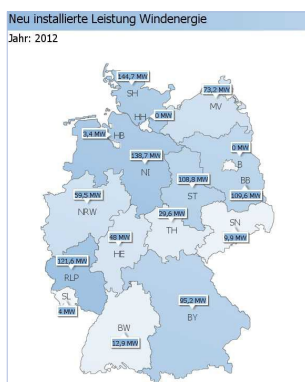 Neu installierte Leistung Windenergie
Jahr: 2012
144,7 MW
SH
73,2 MW
MV
HH
0 MW
3,4 MW
HB
0 MW
B
138,7 MW
NI
BB
108,8 MW
ST
109,6 MW
59,5 MW
NRW
29,6 MW
TH
SN
9,9 MW
48 MW
HE
121,6 MW
RLP
SL
4 MW
95,2 MW
BY
BW
12,9 MW